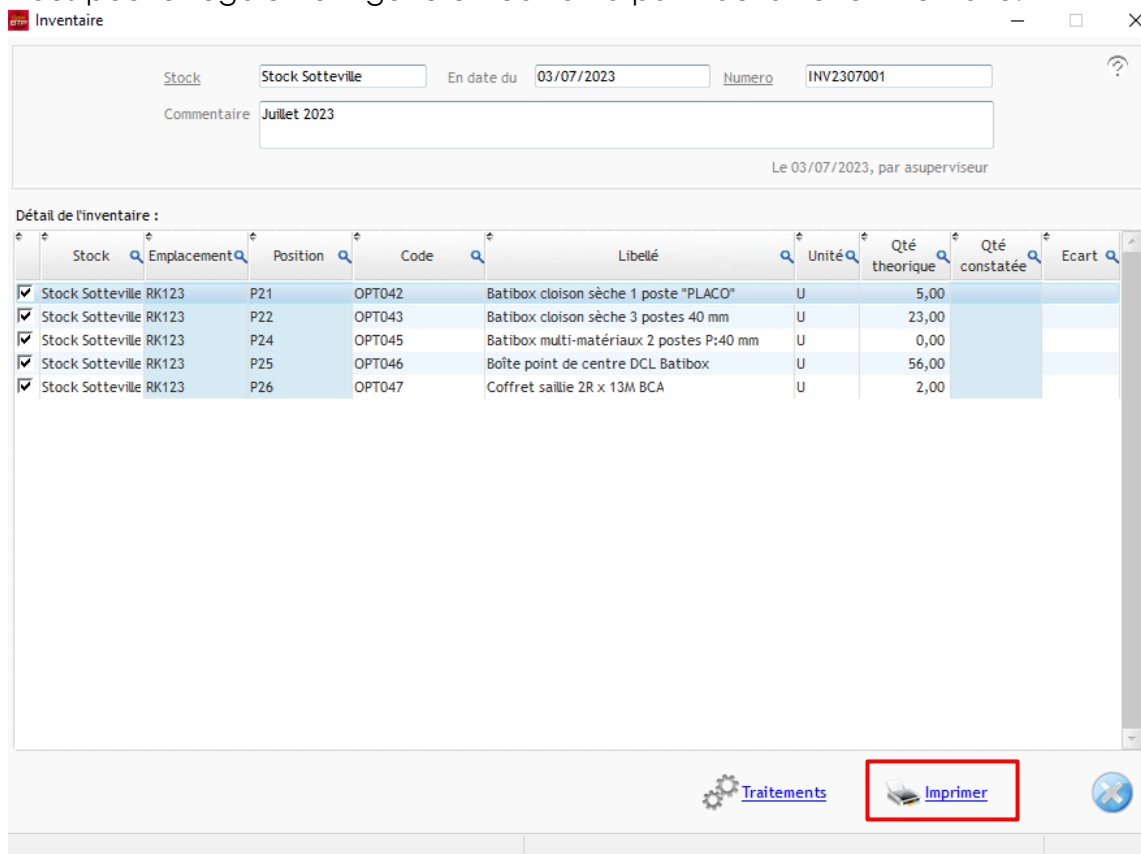 BTP Inventaire
Stock Stock Sotteville En date du 03/07/2023 Numero INV2307001
Commentaire Juillet 2023
Le 03/07/2023, par asuperviseur
Détail de l'inventaire :
Stock Emplacement Position Code Libellé Unité Qté theorique Qté constatée Ecart
Stock Sotteville RK123 P21 OPT042 Batibox cloison sèche 1 poste "PLACO" U 5,00
Stock Sotteville RK123 P22 OPT043 Batibox cloison sèche 3 postes 40 mm U 23,00
Stock Sotteville RK123 P24 OPT045 Batibox multi-matériaux 2 postes P:40 mm U 0,00
Stock Sotteville RK123 P25 OPT046 Boîte point de centre DCL Batibox U 56,00
Stock Sotteville RK123 P26 OPT047 Coffret saillie 2R x 13M BCA U 2,00
Traitements Imprimer